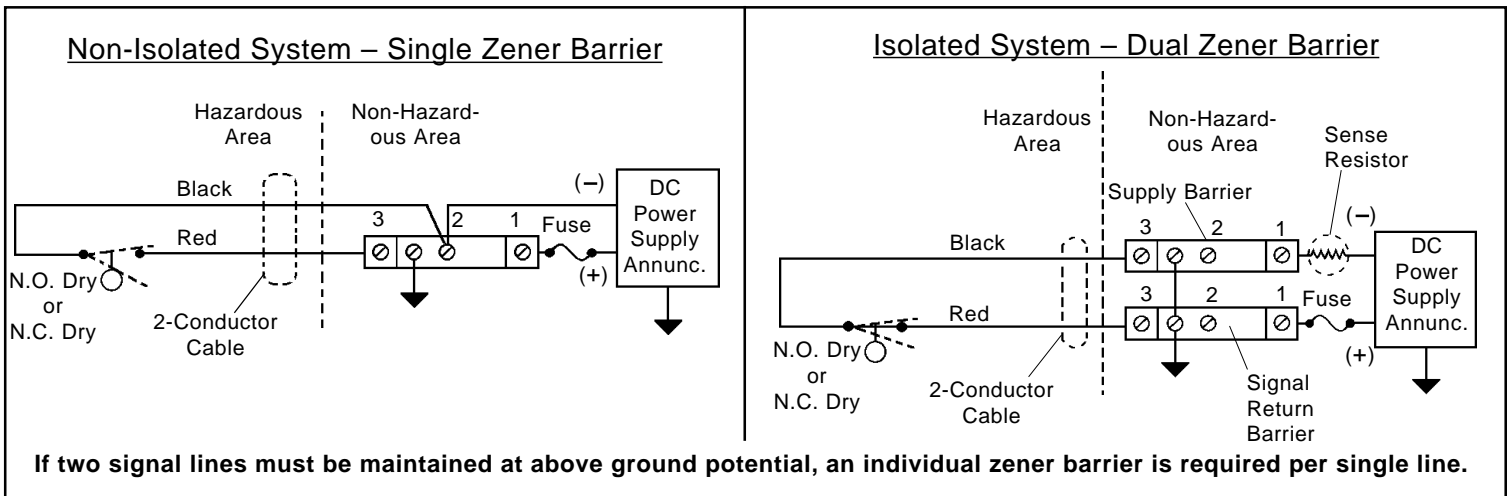 Non-Isolated System – Single Zener Barrier
Hazardous
Area
Non-Hazard-
ous Area
Black
Red
3
2
1
Fuse
(–)
(+)
DC
Power
Supply
Annunc.
N.O. Dry
or
N.C. Dry
2-Conductor
Cable
Isolated System – Dual Zener Barrier
Hazardous
Area
Non-Hazard-
ous Area
Sense
Resistor
Supply Barrier
3
2
1
(–)
Black
DC
Power
Supply
Annunc.
3
2
1
Fuse
Red
(+)
N.O. Dry
or
N.C. Dry
2-Conductor
Cable
Signal
Return
Barrier
If two signal lines must be maintained at above ground potential, an individual zener barrier is required per single line.